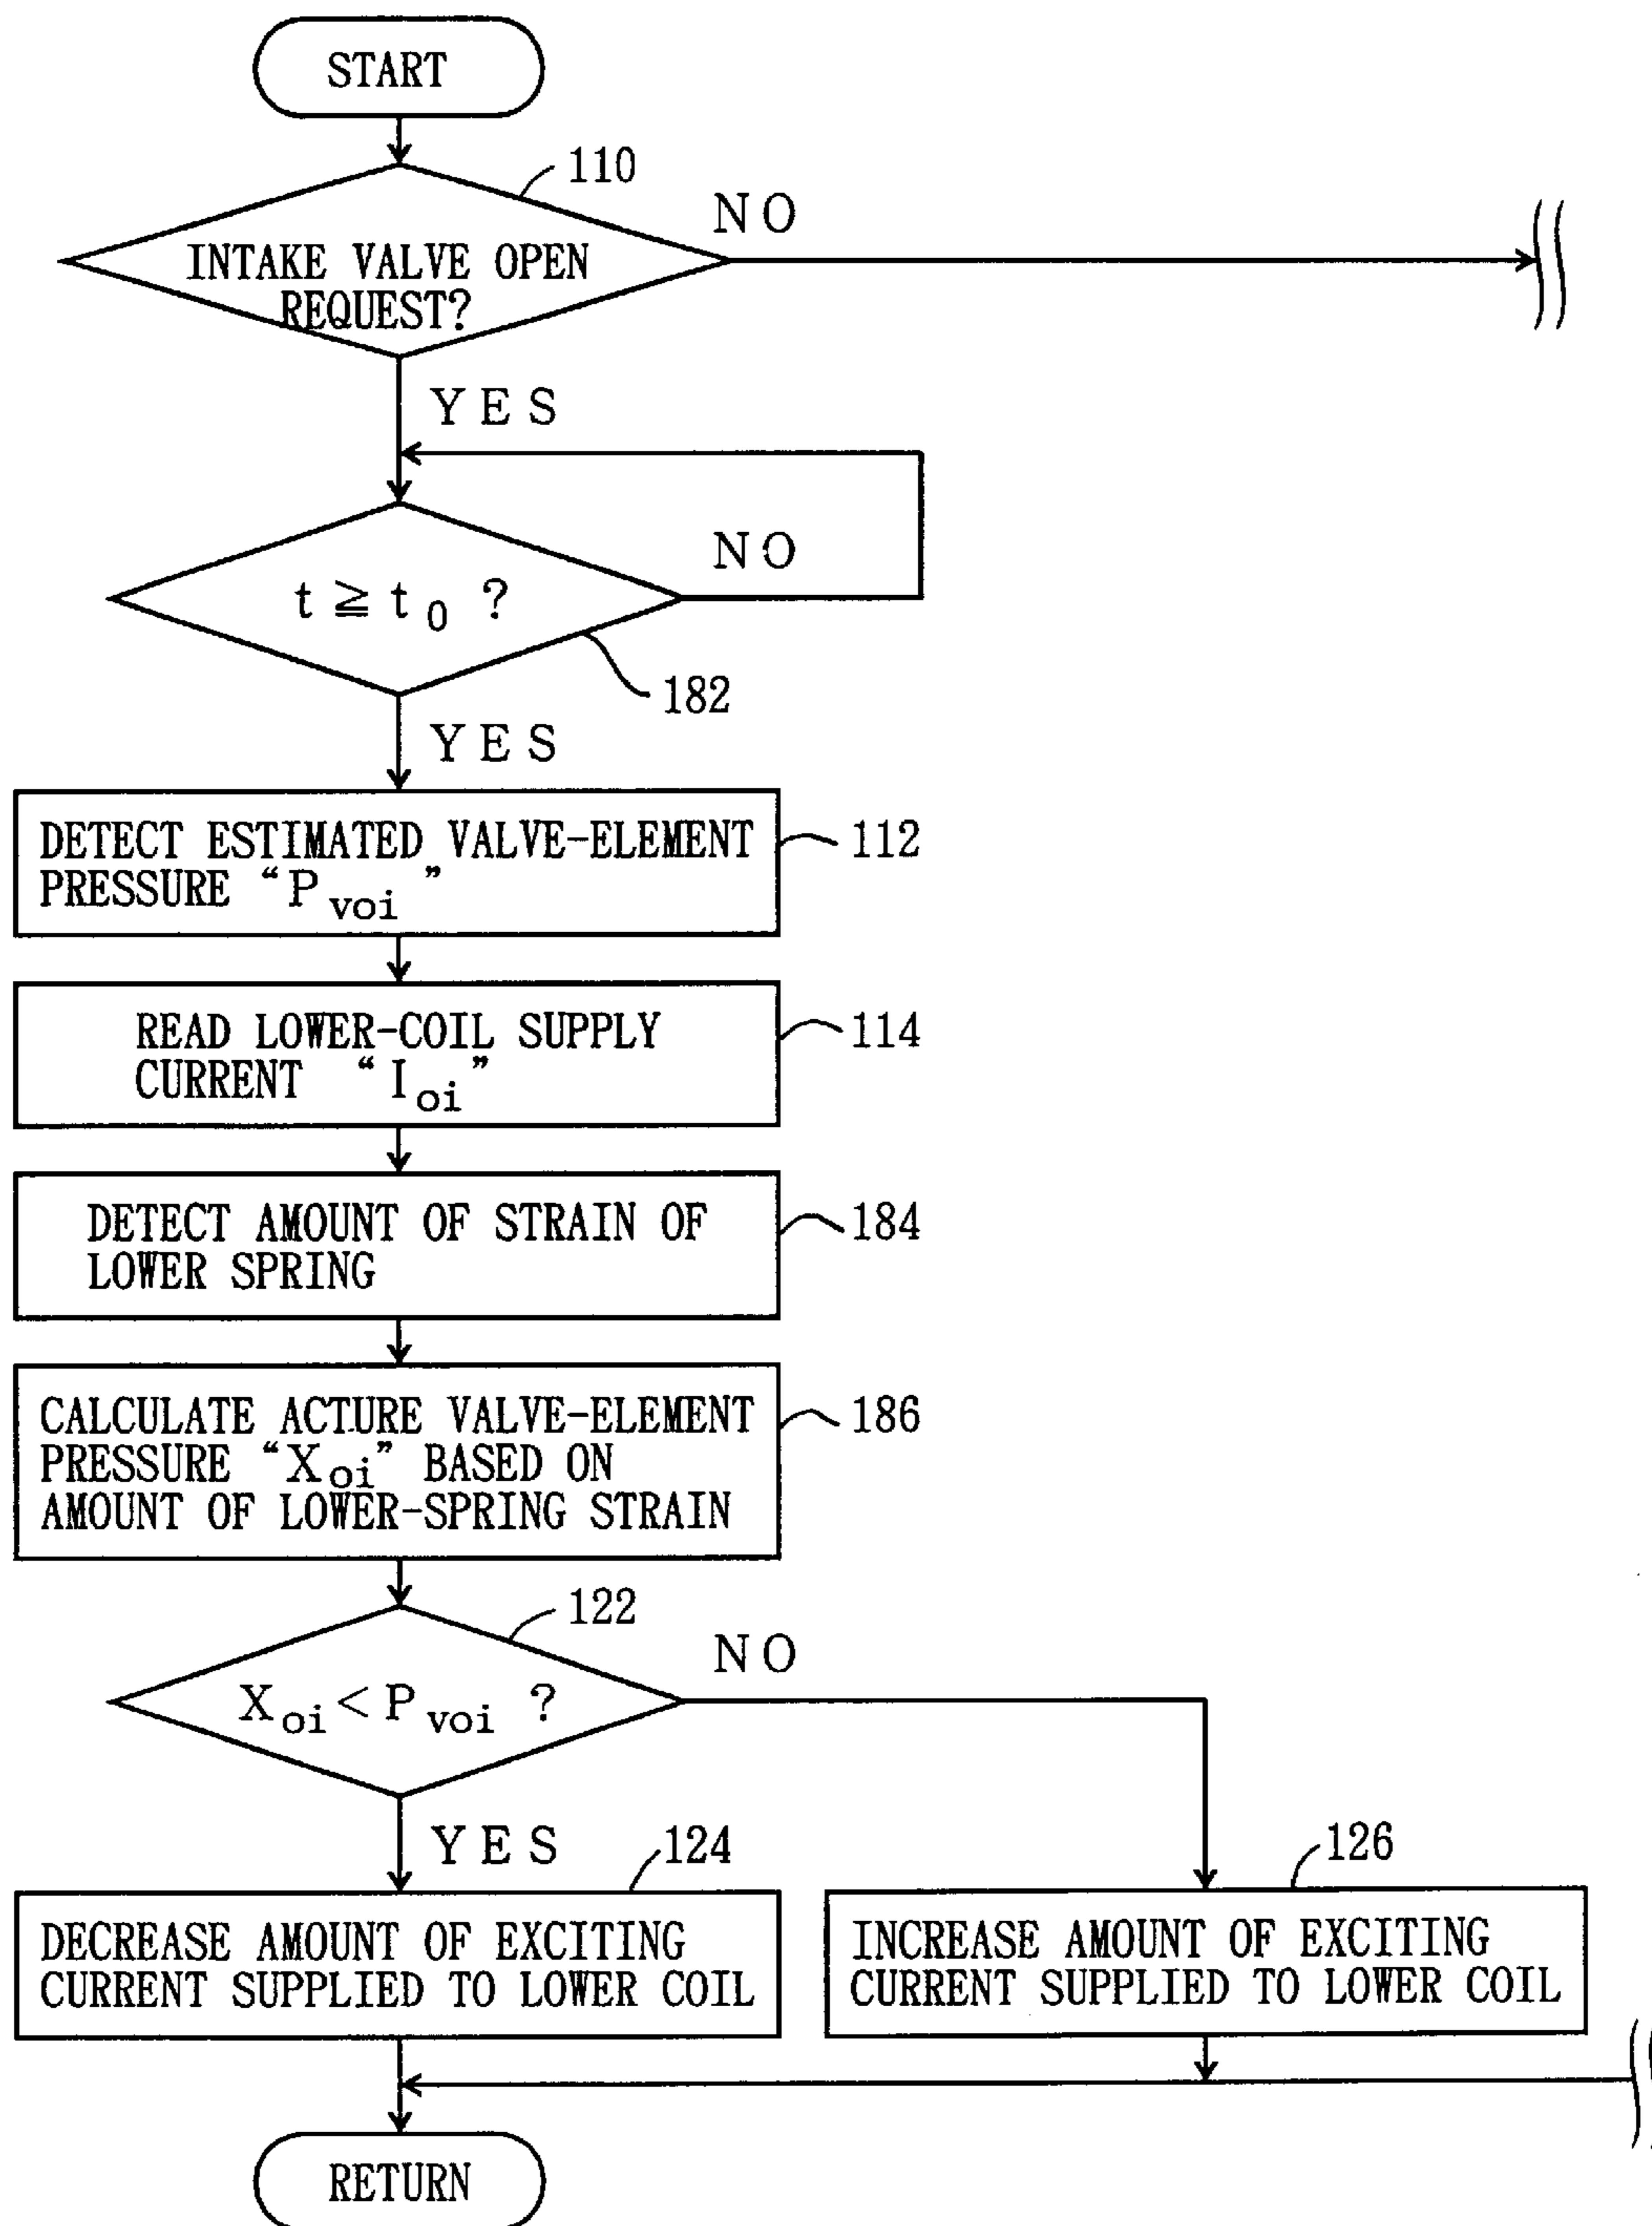 START
110
NO
INTAKE VALVE OPEN
REQUEST?
YES
NO
t ≧ t0 ?
182
YES
DETECT ESTIMATED VALVE-ELEMENT
PRESSURE “Pvoi”
112
READ LOWER-COIL SUPPLY
CURRENT “Ioi”
114
DETECT AMOUNT OF STRAIN OF
LOWER SPRING
184
CALCULATE ACTURE VALVE-ELEMENT
PRESSURE “Xoi” BASED ON
AMOUNT OF LOWER-SPRING STRAIN
186
122
NO
Xoi < Pvoi ?
YES
124
126
DECREASE AMOUNT OF EXCITING
CURRENT SUPPLIED TO LOWER COIL
INCREASE AMOUNT OF EXCITING
CURRENT SUPPLIED TO LOWER COIL
RETURN